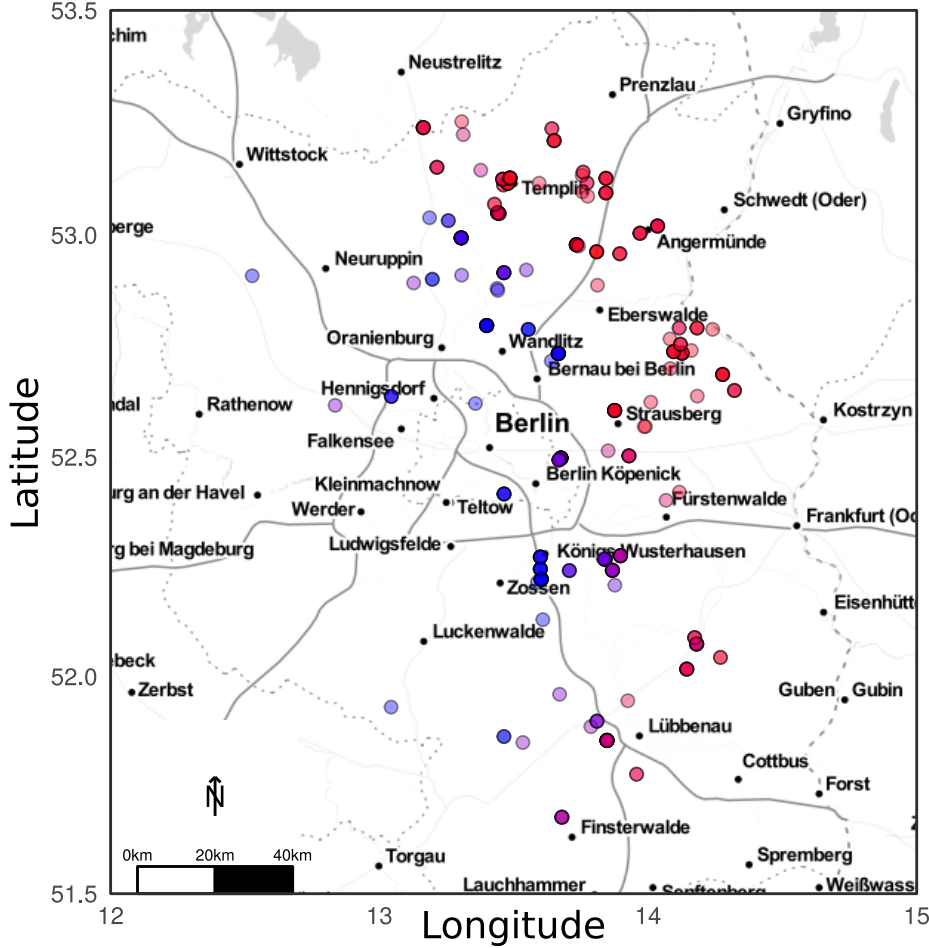 53.5
chim
Neustrelitz
Prenzlau
Gryfino
Wittstock
Templin
Schwedt (Oder)
53.0
berge
Angermünde
Neuruppin
Eberswalde
Oranienburg
Wandlitz
Bernau bei Berlin
Hennigsdorf
ndal
Rathenow
Strausberg
Kostrzyn
Berlin
Falkensee
52.5
Berlin Köpenick
Kleinmachnow
urg an der Havel
Fürstenwalde
Werder
Teltow
Frankfurt (Oc
Ludwigsfelde
rg bei Magdeburg
Königs Wusterhausen
Zossen
Eisenhütt
Luckenwalde
52.0
ebeck
Zerbst
Guben
Gubin
Lübbenau
Cottbus
Forst
N
Finsterwalde
0km 20km 40km
Torgau
Spremberg
Lauchhammer
Senftenberg
Weißwass
51.5
12 13 14 15
Longitude
Latitude